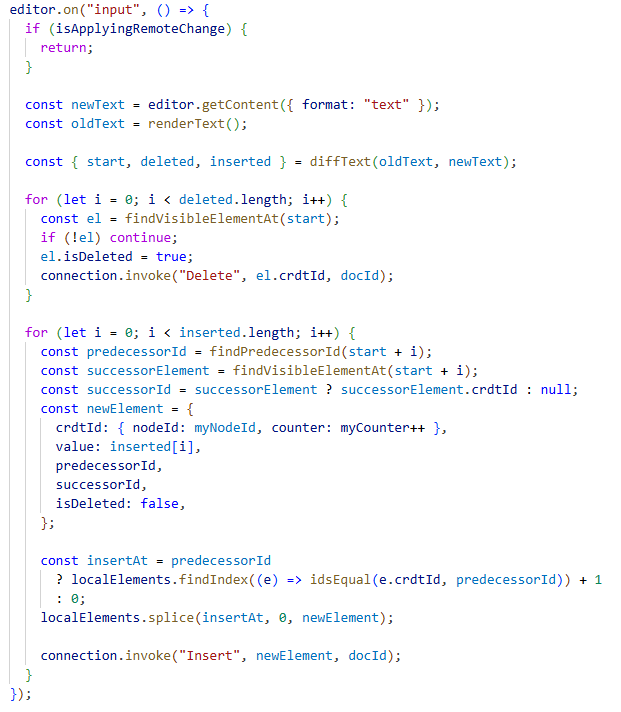 editor.on("input", () => {
  if (isApplyingRemoteChange) {
    return;
  }

  const newText = editor.getContent({ format: "text" });
  const oldText = renderText();

  const { start, deleted, inserted } = diffText(oldText, newText);

  for (let i = 0; i < deleted.length; i++) {
    const el = findVisibleElementAt(start);
    if (!el) continue;
    el.isDeleted = true;
    connection.invoke("Delete", el.crdtId, docId);
  }

  for (let i = 0; i < inserted.length; i++) {
    const predecessorId = findPredecessorId(start + i);
    const successorElement = findVisibleElementAt(start + i);
    const successorId = successorElement ? successorElement.crdtId : null;
    const newElement = {
      crdtId: { nodeId: myNodeId, counter: myCounter++ },
      value: inserted[i],
      predecessorId,
      successorId,
      isDeleted: false,
    };

    const insertAt = predecessorId
      ? localElements.findIndex((e) => idsEqual(e.crdtId, predecessorId)) + 1
      : 0;
    localElements.splice(insertAt, 0, newElement);

    connection.invoke("Insert", newElement, docId);
  }
});